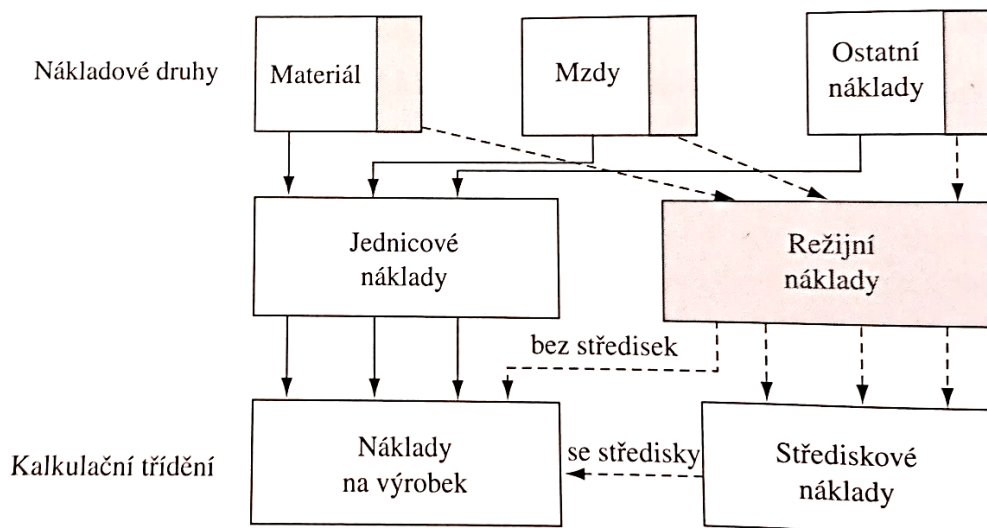 Nákladové druhy
Materiál
Mzdy
Ostatní
náklady
Jednicové
náklady
Režijní
náklady
bez středisek
Kalkulační třídění
Náklady
na výrobek
se středisky
Střediskové
náklady